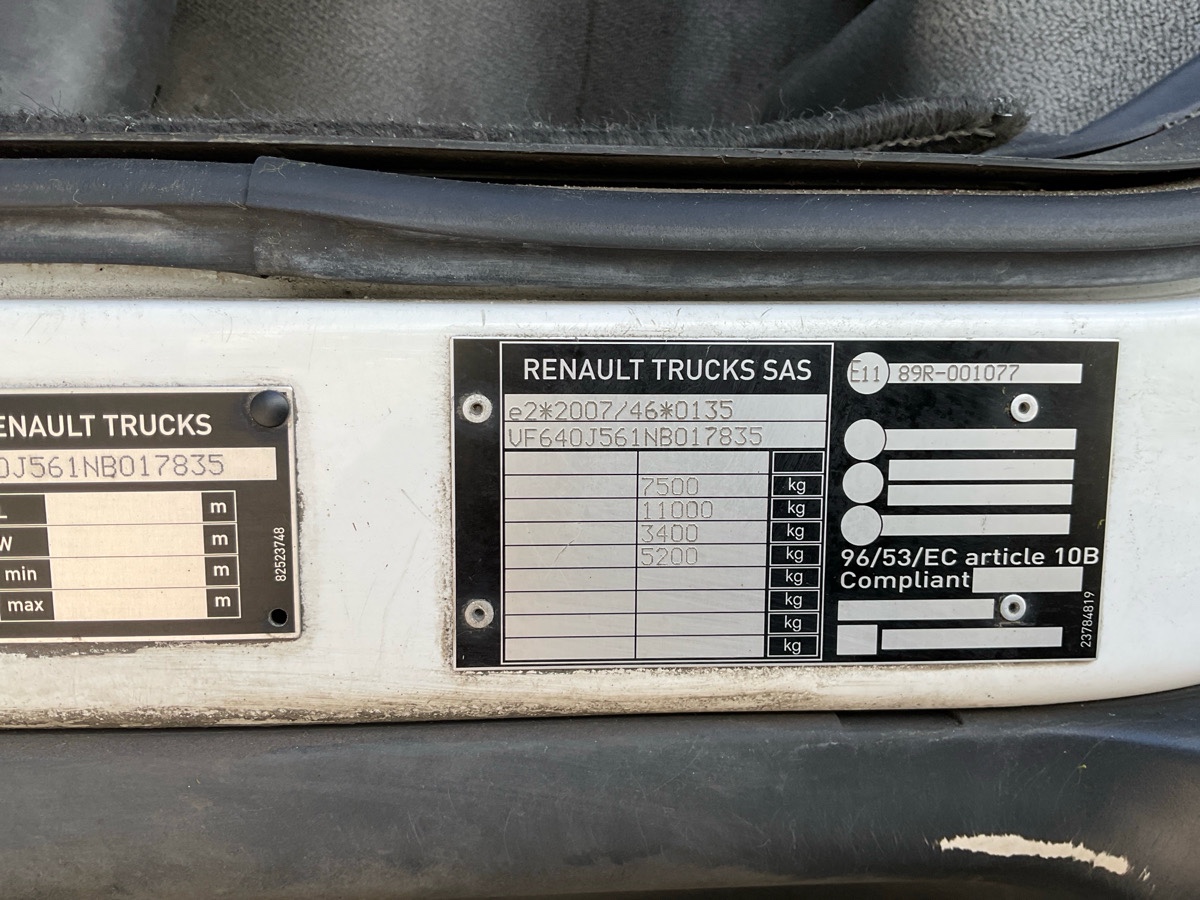 ENAULT TRUCKS
0J561NB017835
L m
W m
min m
max m
82523748
RENAULT TRUCKS SAS
e2*2007/46*0135
VF640J561NB017835
7500 kg
11000 kg
3400 kg
5200 kg
kg
kg
kg
kg
E11 89R-001077
96/53/EC article 10B
Compliant
23784819